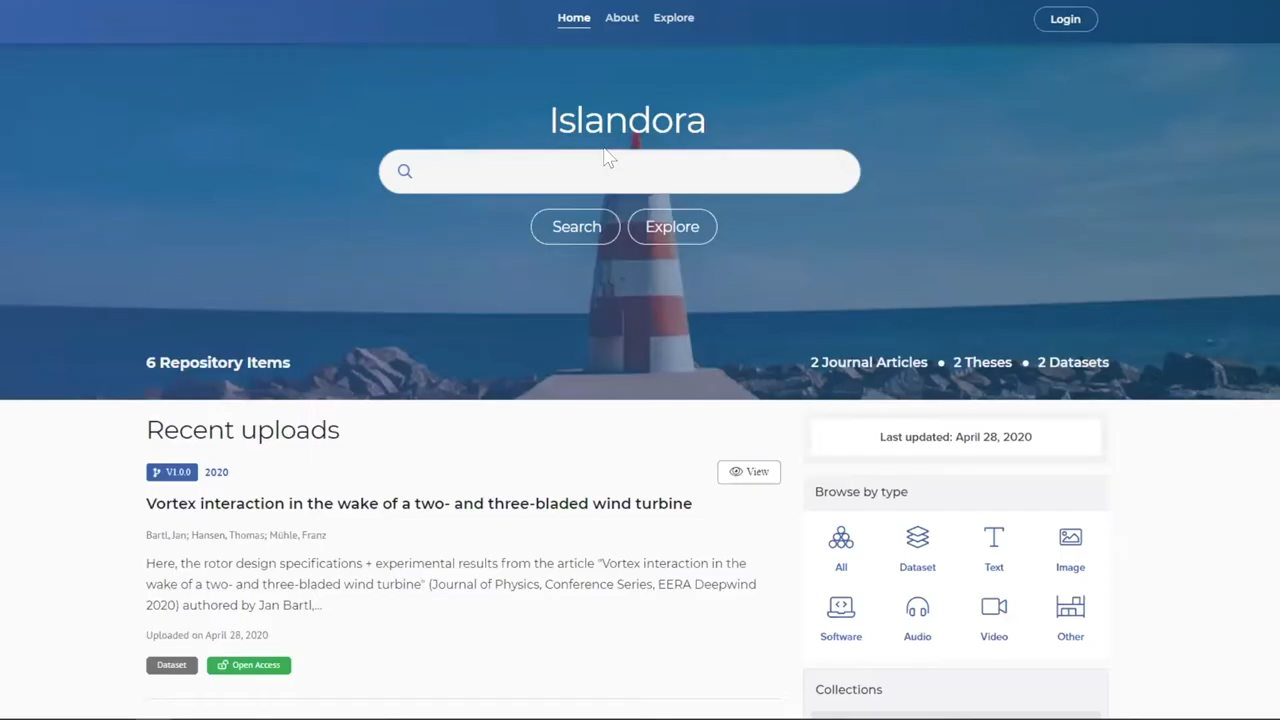 Home About Explore
Login
Islandora
Search Explore
6 Repository Items
2 Journal Articles • 2 Theses • 2 Datasets
Recent uploads
V1.0.0 2020
View
Vortex interaction in the wake of a two- and three-bladed wind turbine
Bartl, Jan; Hansen, Thomas; Mühle, Franz
Here, the rotor design specifications + experimental results from the article "Vortex interaction in the
wake of a two- and three-bladed wind turbine" (Journal of Physics, Conference Series, EERA Deepwind
2020) authored by Jan Bartl,...
Uploaded on April 28, 2020
Dataset Open Access
Last updated: April 28, 2020
Browse by type
All Dataset Text Image
Software Audio Video Other
Collections